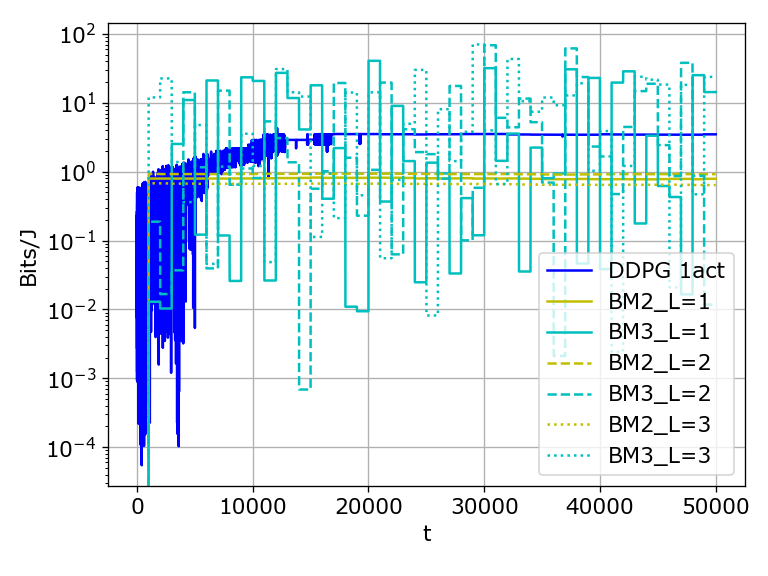 10²
10¹
10⁰
10⁻¹
10⁻²
10⁻³
10⁻⁴
Bits/J
DDPG 1act
BM2_L=1
BM3_L=1
BM2_L=2
BM3_L=2
BM2_L=3
BM3_L=3
0 10000 20000 30000 40000 50000
t